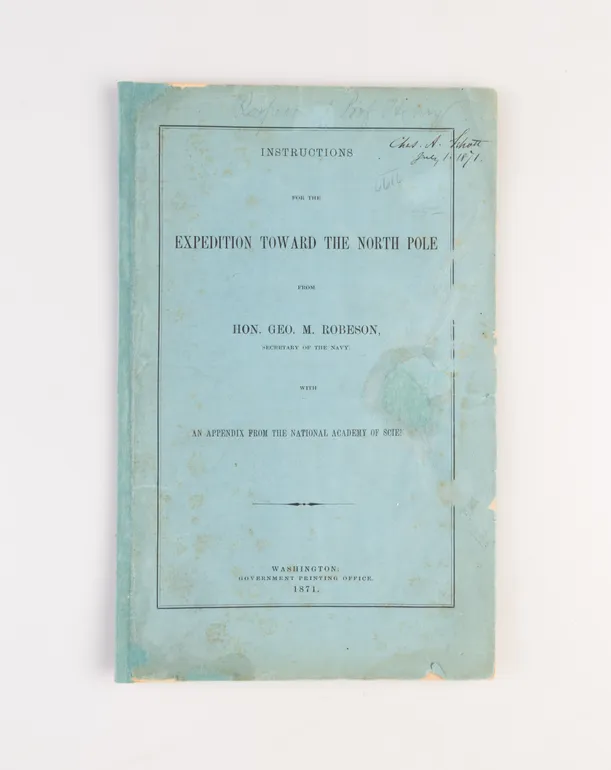 Chas. A. Schott
July 1. 1871.
INSTRUCTIONS
FOR THE
EXPEDITION TOWARD THE NORTH POLE
FROM
HON. GEO. M. ROBESON,
SECRETARY OF THE NAVY.
WITH
AN APPENDIX FROM THE NATIONAL ACADEMY OF SCIE
WASHINGTON:
GOVERNMENT PRINTING OFFICE.
1871.